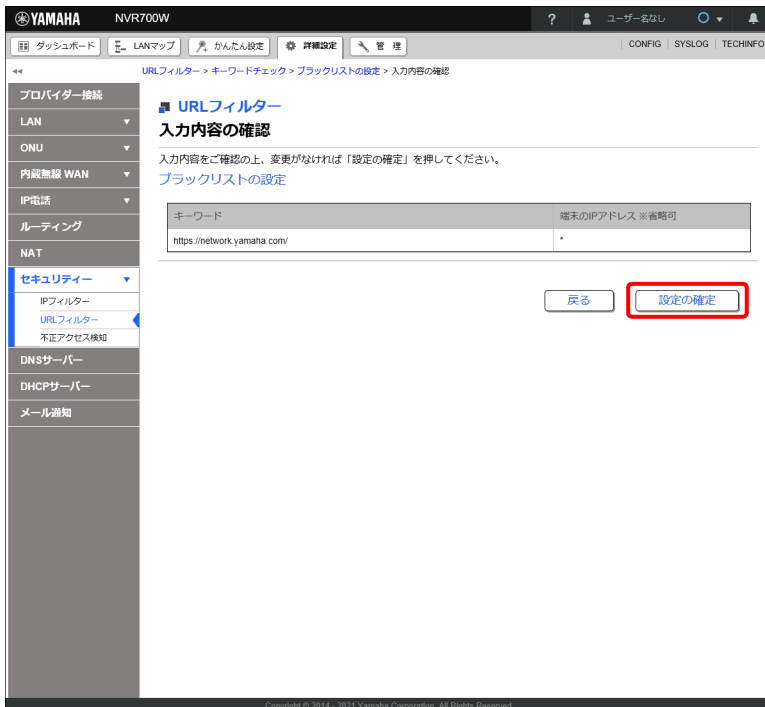 YAMAHA NVR700W ? ユーザー名なし
ダッシュボード LANマップ かんたん設定 詳細設定 管 理 CONFIG SYSLOG TECHINFO
URLフィルター > キーワードチェック > ブラックリストの設定 > 入力内容の確認
プロバイダー接続
LAN
ONU
内蔵無線 WAN
IP電話
ルーティング
NAT
セキュリティー
IPフィルター
URLフィルター
不正アクセス検知
DNSサーバー
DHCPサーバー
メール通知
URLフィルター
入力内容の確認
入力内容をご確認の上、変更がなければ「設定の確定」を押してください。
ブラックリストの設定
キーワード 端末のIPアドレス ※省略可
https://network.yamaha.com/ *
戻る 設定の確定
Copyright © 2014 - 2021 Yamaha Corporation. All Rights Reserved.